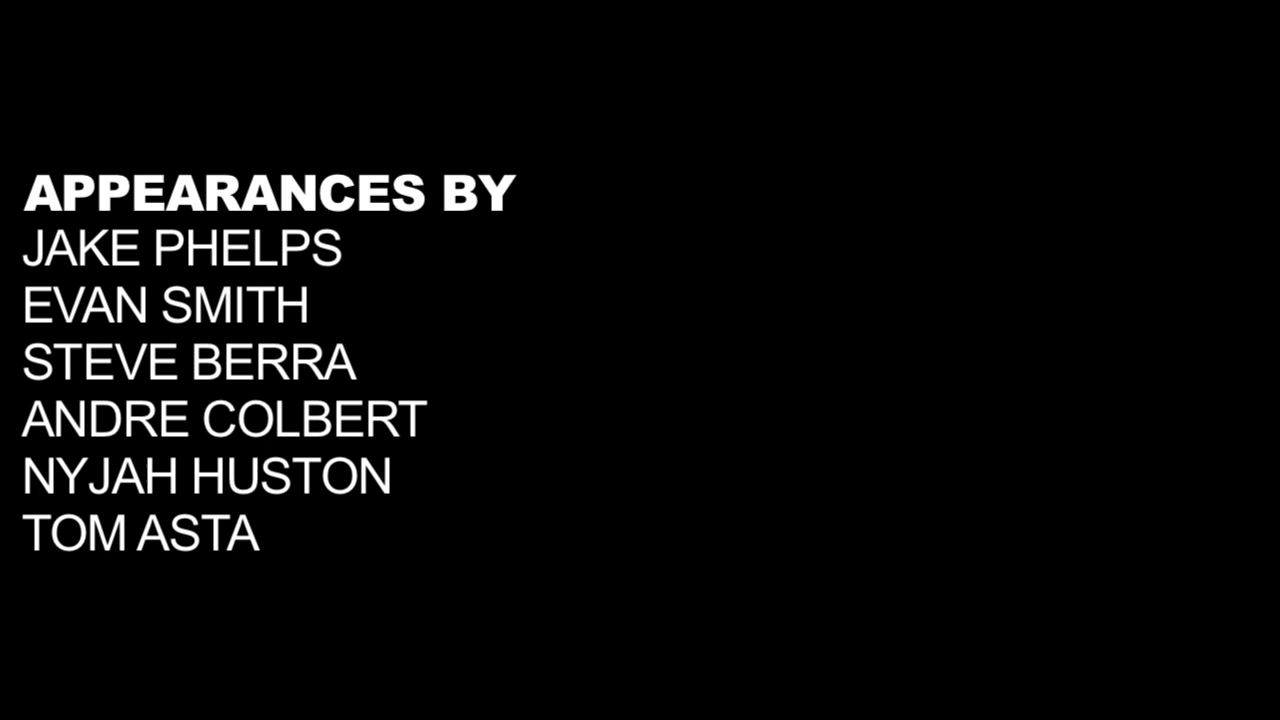 APPEARANCES BY
JAKE PHELPS
EVAN SMITH
STEVE BERRA
ANDRE COLBERT
NYJAH HUSTON
TOM ASTA